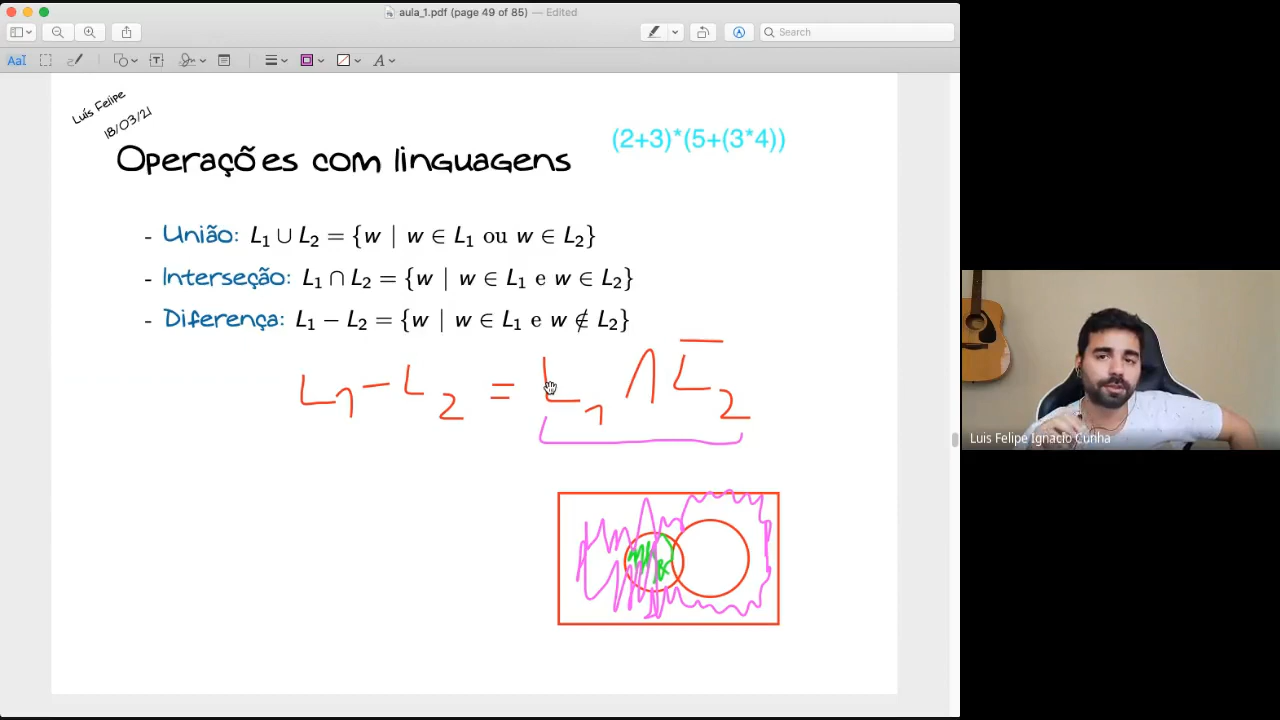 aula_1.pdf (page 49 of 85) — Edited
Search
AaI
T
A
Luís Felipe
18/03/21
(2+3)*(5+(3*4))
Operações com linguagens
- União: L₁ ∪ L₂ = {w | w ∈ L₁ ou w ∈ L₂}
- Interseção: L₁ ∩ L₂ = {w | w ∈ L₁ e w ∈ L₂}
- Diferença: L₁ − L₂ = {w | w ∈ L₁ e w ∉ L₂}
L₁ − L₂ = L₁ ∩ L̅₂
Luis Felipe Ignacio Cunha